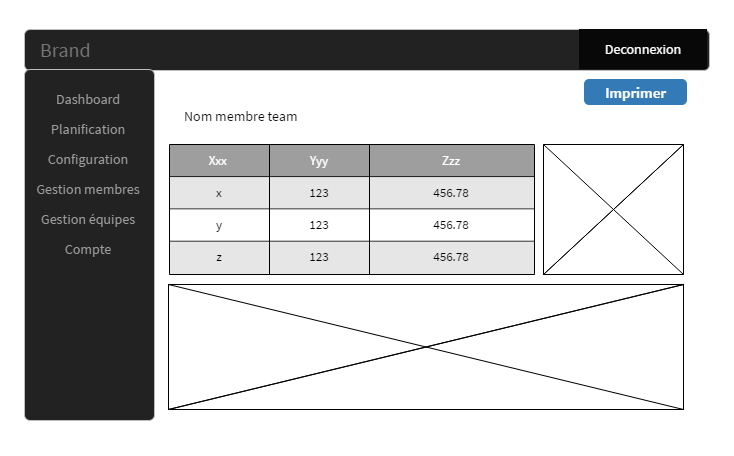 Brand
Deconnexion
Imprimer
Dashboard
Planification
Configuration
Gestion membres
Gestion équipes
Compte
Nom membre team
Xxx Yyy Zzz
x 123 456.78
y 123 456.78
z 123 456.78